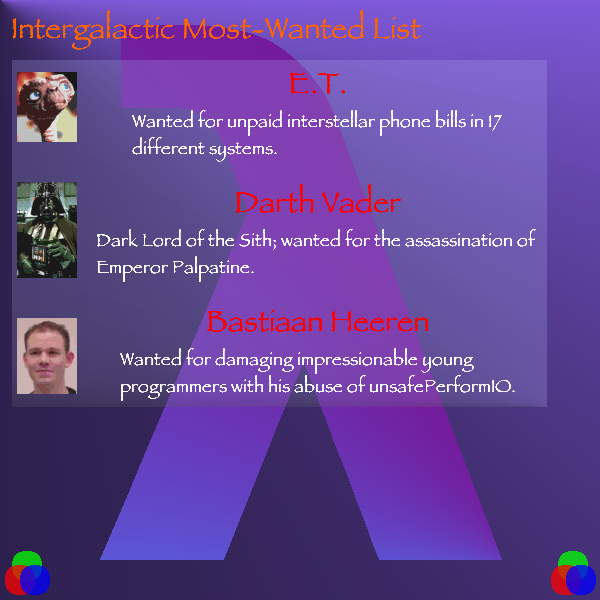 Intergalactic Most-Wanted List
E.T.
Wanted for unpaid interstellar phone bills in 17
different systems.
Darth Vader
Dark Lord of the Sith; wanted for the assassination of
Emperor Palpatine.
Bastiaan Heeren
Wanted for damaging impressionable young
programmers with his abuse of unsafePerformIO.